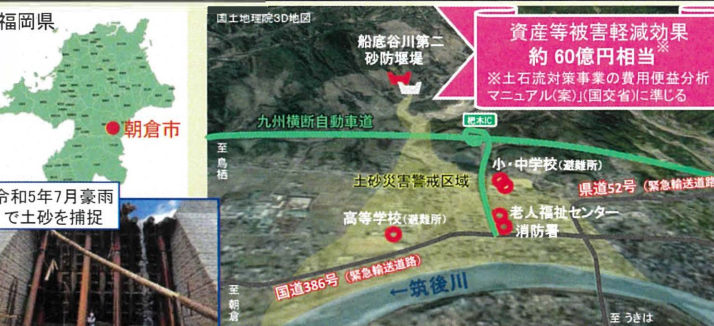 福岡県
朝倉市
令和5年7月豪雨
で土砂を捕捉
国土地理院3D地図
船底谷川第二
砂防堰堤
資産等被害軽減効果
約 60億円相当※
※土石流対策事業の費用便益分析
マニュアル(案)」(国交省)に準じる
九州横断自動車道
杷木IC
至 鳥栖
土砂災害警戒区域
小・中学校(避難所)
県道52号(緊急輸送道路
高等学校(避難所)
老人福祉センター
消防署
国道386号(緊急輸送道路)
←筑後川
至 朝倉
至 うきは